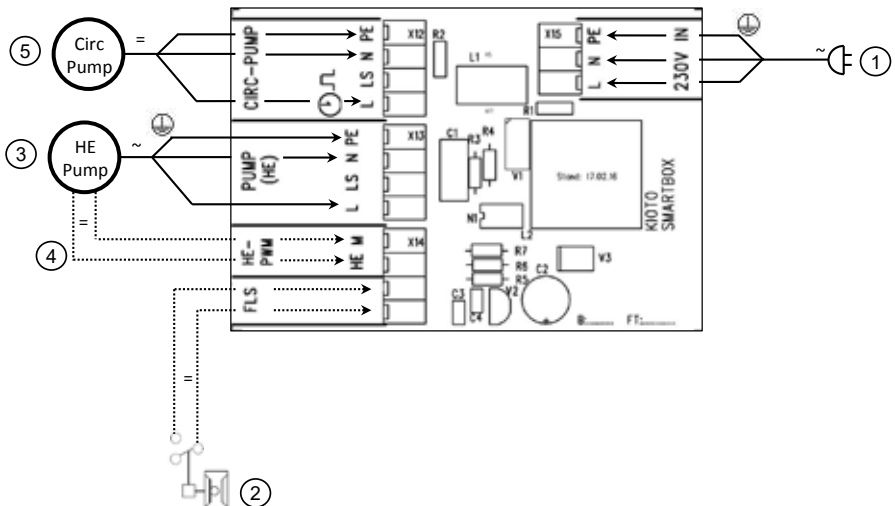 5
Circ
Pump
=
CIRC-PUMP
PE
N
LS
L
X12
R2
L1
X15
PE
N
L
230V IN
~
1
R1
3
HE
Pump
~
PUMP
(HE)
PE
N
LS
L
X13
C1
R3
R4
V1
N1
L2
Stand: 17.02.16
KIOTO
SMARTBOX
4
=
HE-
PWM
M
HE
X14
FLS
R7
R6
R5
C3
C4
V2
C2
V3
B:
FT:
=
2